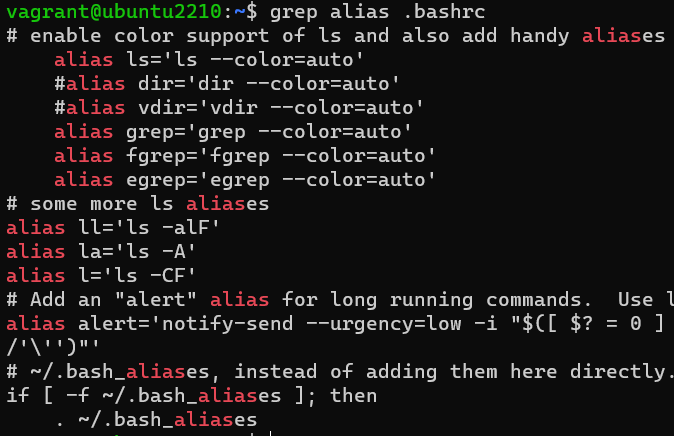 vagrant@ubuntu2210:~$ grep alias .bashrc
# enable color support of ls and also add handy aliases
    alias ls='ls --color=auto'
    #alias dir='dir --color=auto'
    #alias vdir='vdir --color=auto'
    alias grep='grep --color=auto'
    alias fgrep='fgrep --color=auto'
    alias egrep='egrep --color=auto'
# some more ls aliases
alias ll='ls -alF'
alias la='ls -A'
alias l='ls -CF'
# Add an "alert" alias for long running commands.  Use l
alias alert='notify-send --urgency=low -i "$([ $? = 0 ]
/'\'')"'
# ~/.bash_aliases, instead of adding them here directly.
if [ -f ~/.bash_aliases ]; then
    . ~/.bash_aliases